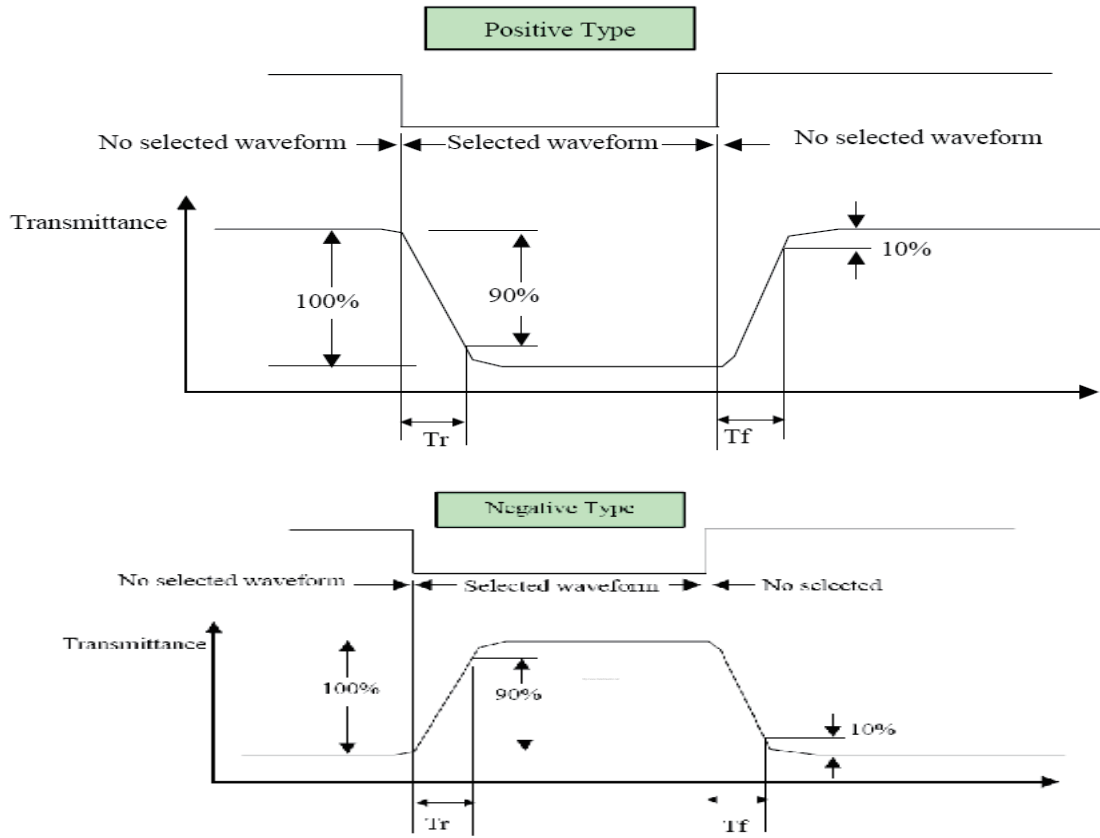 Positive Type
No selected waveform
Selected waveform
No selected waveform
Transmittance
100%
90%
10%
Tr
Tf
Negative Type
No selected waveform
Selected waveform
No selected
Transmittance
100%
90%
10%
Tr
Tf